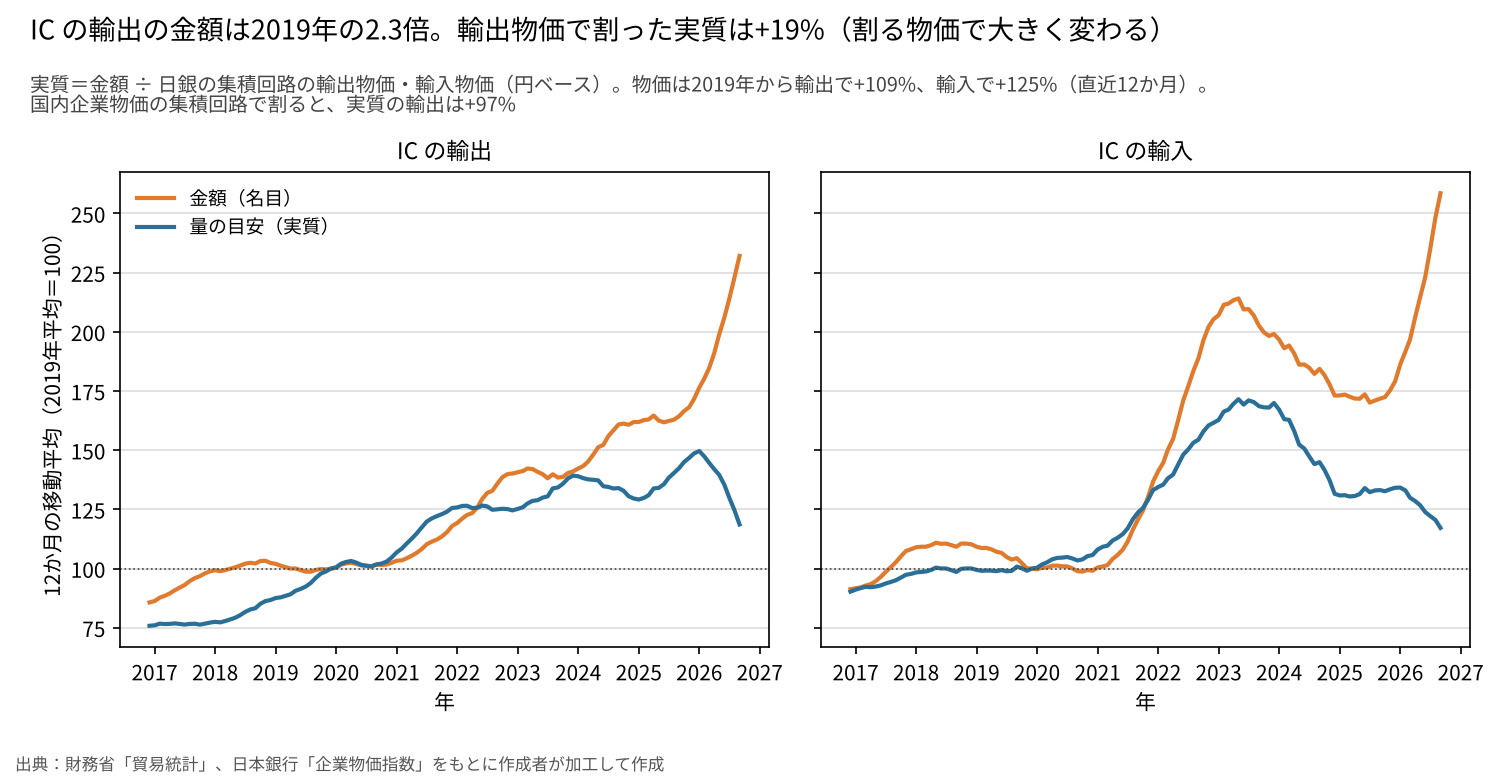 IC の輸出の金額は2019年の2.3倍。輸出物価で割った実質は+19%（割る物価で大きく変わる）
実質＝金額 ÷ 日銀の集積回路の輸出物価・輸入物価（円ベース）。物価は2019年から輸出で+109%、輸入で+125%（直近12か月）。
国内企業物価の集積回路で割ると、実質の輸出は+97%
IC の輸出
IC の輸入
金額（名目）
量の目安（実質）
12か月の移動平均（2019年平均＝100）
250
225
200
175
150
125
100
75
2017 2018 2019 2020 2021 2022 2023 2024 2025 2026 2027
2017 2018 2019 2020 2021 2022 2023 2024 2025 2026 2027
年
年
出典：財務省「貿易統計」、日本銀行「企業物価指数」をもとに作成者が加工して作成